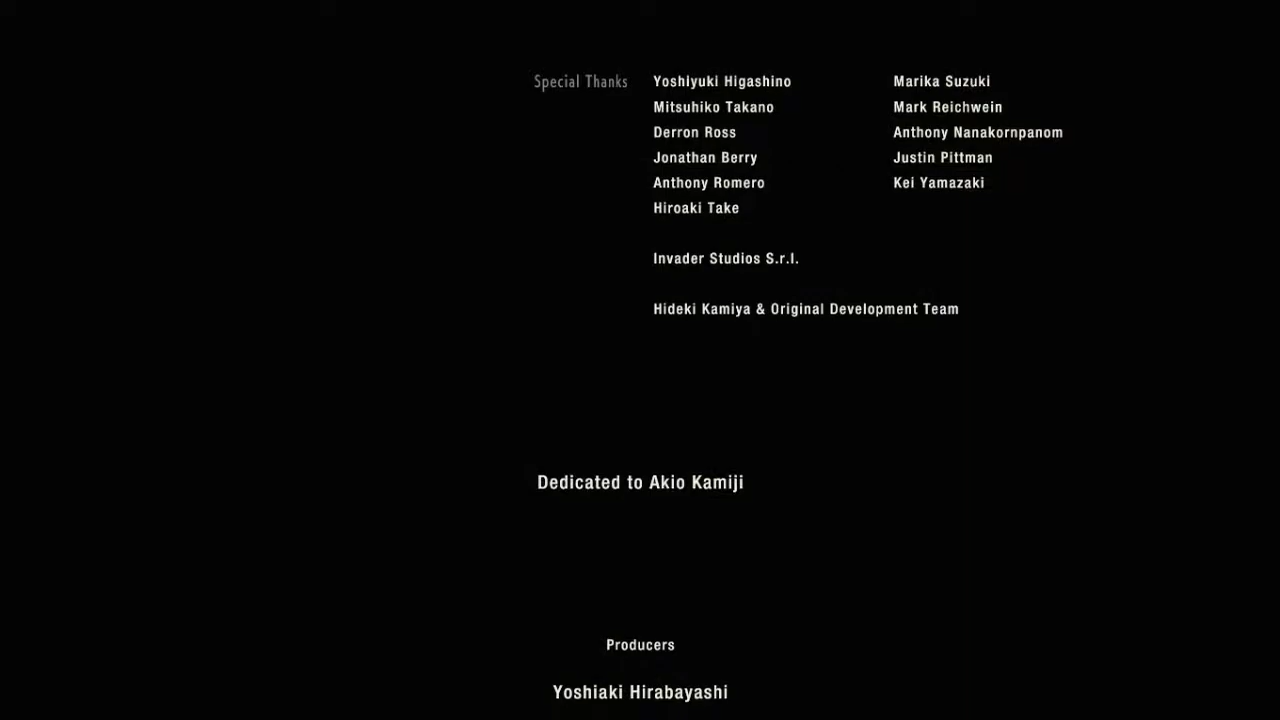 Special Thanks Yoshiyuki Higashino Marika Suzuki
Mitsuhiko Takano Mark Reichwein
Derron Ross Anthony Nanakornpanom
Jonathan Berry Justin Pittman
Anthony Romero Kei Yamazaki
Hiroaki Take
Invader Studios S.r.l.
Hideki Kamiya & Original Development Team
Dedicated to Akio Kamiji
Producers
Yoshiaki Hirabayashi